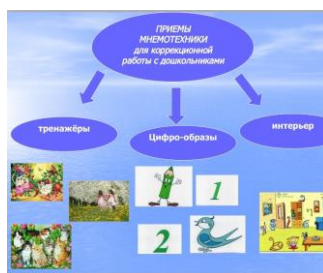 ПРИЕМЫ
МНЕМОТЕХНИКИ
для коррекционной
работы с дошкольниками
тренажёры
Цифро-образы
интерьер
1
2